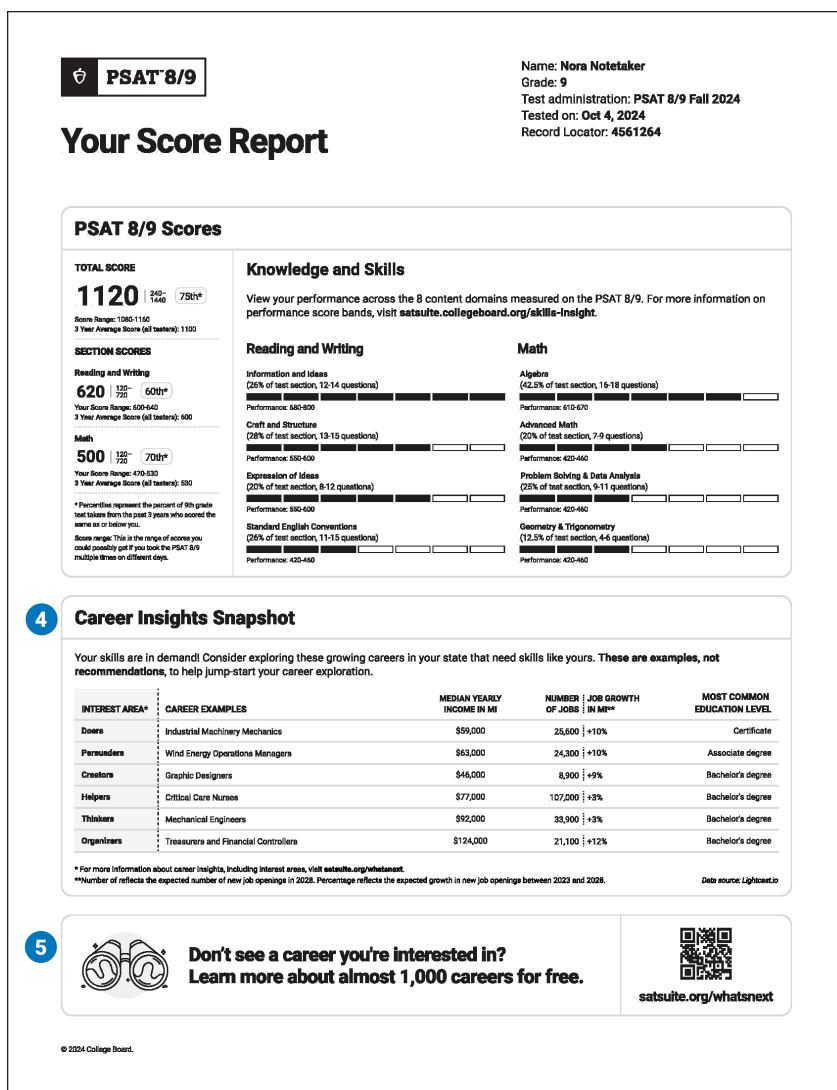 PSAT™8/9
Name: Nora Notetaker
Grade: 9
Test administration: PSAT 8/9 Fall 2024
Tested on: Oct 4, 2024
Record Locator: 4561264
Your Score Report
PSAT 8/9 Scores
TOTAL SCORE
1120 240–1440 75th*
Score Range: 1080-1160
3 Year Average Score (all testers): 1100
SECTION SCORES
Reading and Writing
620 120–720 60th*
Your Score Range: 600-640
3 Year Average Score (all testers): 600
Math
500 120–720 70th*
Your Score Range: 470-530
3 Year Average Score (all testers): 530
* Percentiles represent the percent of 9th grade
test takers from the past 3 years who scored the
same as or below you.
Score range: This is the range of scores you
could possibly get if you took the PSAT 8/9
multiple times on different days.
Knowledge and Skills
View your performance across the 8 content domains measured on the PSAT 8/9. For more information on
performance score bands, visit satsuite.collegeboard.org/skills-insight.
Reading and Writing
Information and Ideas
(26% of test section, 12-14 questions)
Performance: 680-800
Craft and Structure
(28% of test section, 13-15 questions)
Performance: 550-600
Expression of Ideas
(20% of test section, 8-12 questions)
Performance: 550-600
Standard English Conventions
(26% of test section, 11-15 questions)
Performance: 420-460
Math
Algebra
(42.5% of test section, 16-18 questions)
Performance: 610-670
Advanced Math
(20% of test section, 7-9 questions)
Performance: 420-460
Problem Solving & Data Analysis
(25% of test section, 9-11 questions)
Performance: 420-460
Geometry & Trigonometry
(12.5% of test section, 4-6 questions)
Performance: 420-460
4
Career Insights Snapshot
Your skills are in demand! Consider exploring these growing careers in your state that need skills like yours. These are examples, not
recommendations, to help jump-start your career exploration.
INTEREST AREA* CAREER EXAMPLES MEDIAN YEARLY INCOME IN MI NUMBER OF JOBS JOB GROWTH IN MI** MOST COMMON EDUCATION LEVEL
Doers Industrial Machinery Mechanics $59,000 25,600 +10% Certificate
Persuaders Wind Energy Operations Managers $63,000 24,300 +10% Associate degree
Creators Graphic Designers $46,000 8,900 +9% Bachelor's degree
Helpers Critical Care Nurses $77,000 107,000 +3% Bachelor's degree
Thinkers Mechanical Engineers $92,000 33,900 +3% Bachelor's degree
Organizers Treasurers and Financial Controllers $124,000 21,100 +12% Bachelor's degree
* For more information about career insights, including interest areas, visit satsuite.org/whatsnext.
**Number of reflects the expected number of new job openings in 2028. Percentage reflects the expected growth in new job openings between 2023 and 2028.
Data source: Lightcast.io
5
Don't see a career you're interested in?
Learn more about almost 1,000 careers for free.
satsuite.org/whatsnext
© 2024 College Board.